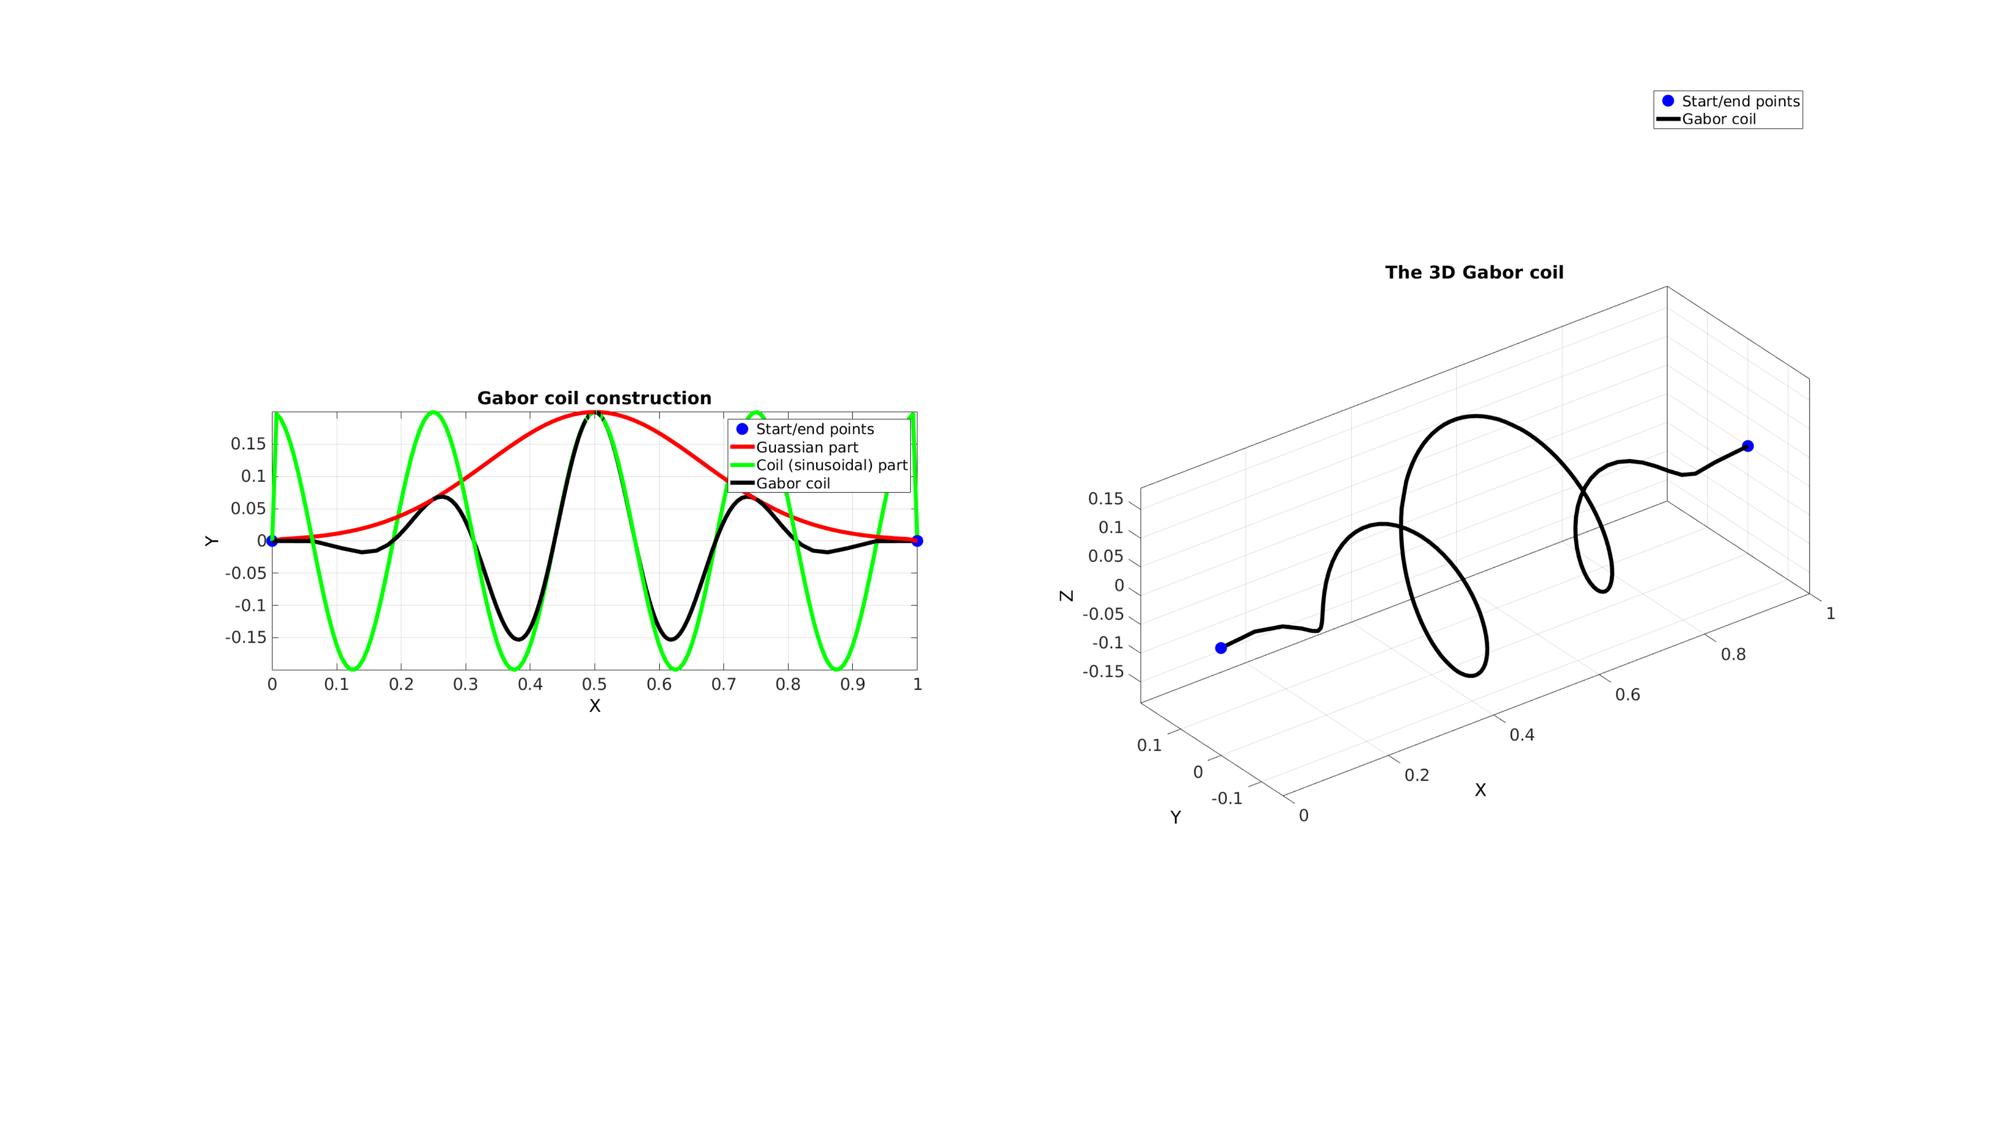 Gabor coil construction
Start/end points
Guassian part
Coil (sinusoidal) part
Gabor coil
0.15
0.1
0.05
0
-0.05
-0.1
-0.15
Y
0 0.1 0.2 0.3 0.4 0.5 0.6 0.7 0.8 0.9 1
X
Start/end points
Gabor coil
The 3D Gabor coil
0.15
0.1
0.05
0
-0.05
-0.1
-0.15
Z
0.1
0
-0.1
Y
0
0.2
0.4
0.6
0.8
1
X